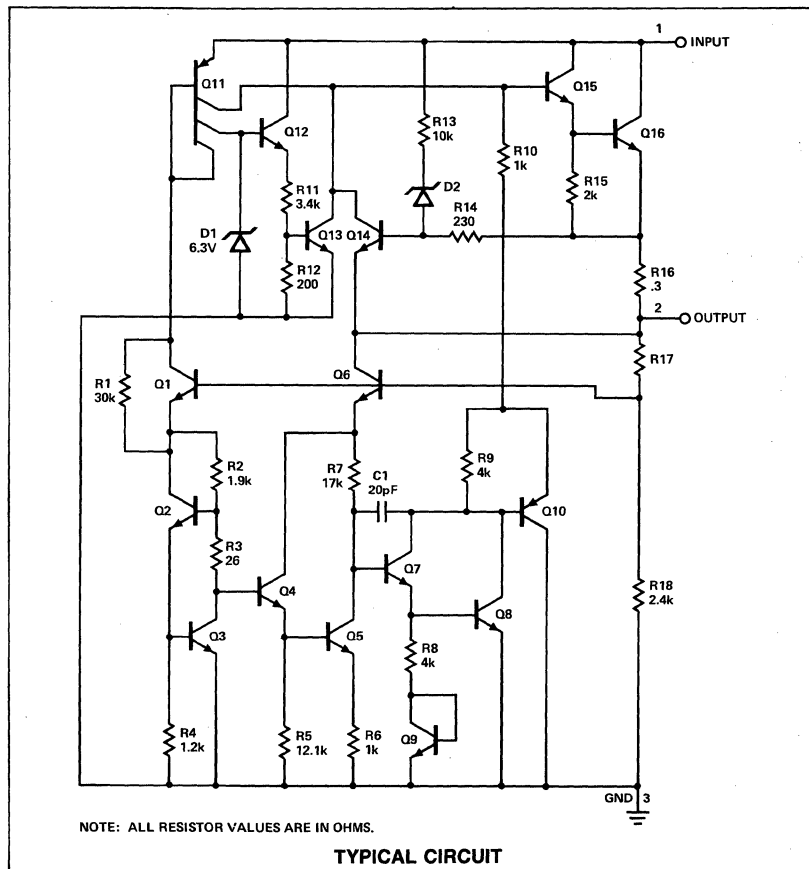 1
INPUT
Q11
Q15
R13
10k
Q12
Q16
R10
1k
D2
R11
3.4k
R15
2k
R14
230
D1
6.3V
Q13
Q14
R12
200
R16
.3
2
OUTPUT
R17
R1
30k
Q1
Q6
R2
1.9k
R7
17k
C1
20pF
R9
4k
Q2
Q10
R3
26
Q4
Q7
R18
2.4k
Q3
Q5
Q8
R8
4k
R4
1.2k
R5
12.1k
R6
1k
Q9
GND 3
NOTE: ALL RESISTOR VALUES ARE IN OHMS.
TYPICAL CIRCUIT